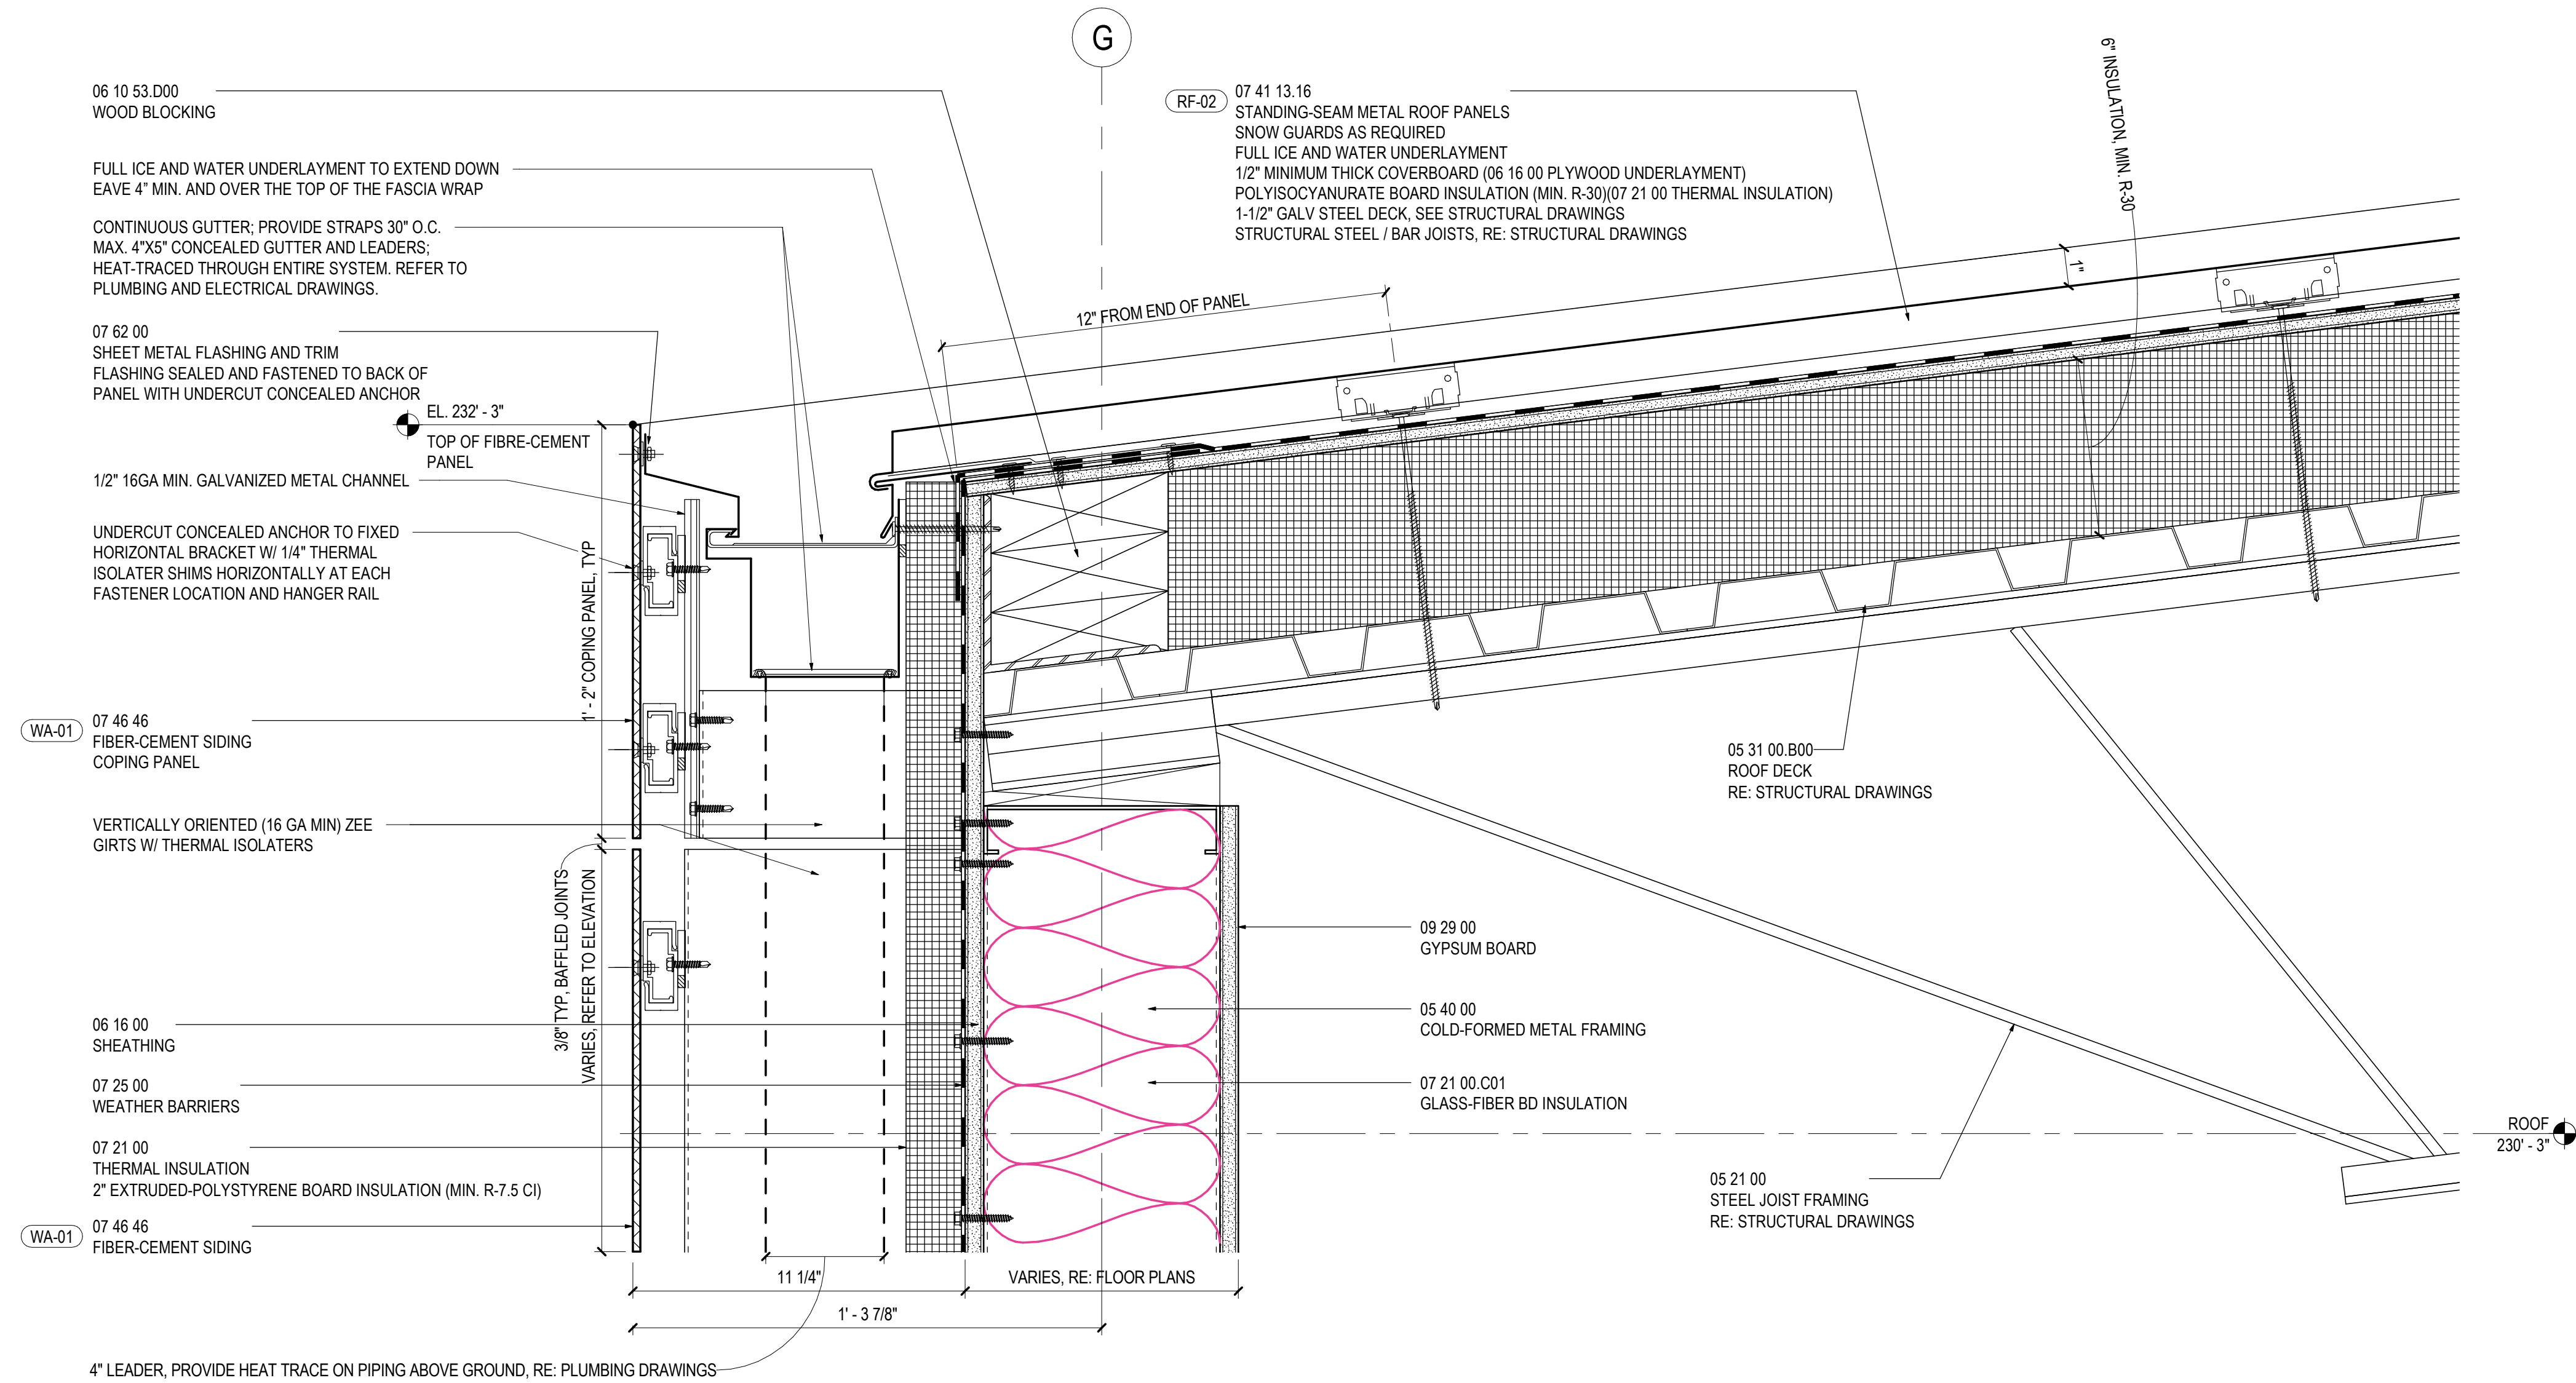 G
06 10 53.D00
WOOD BLOCKING
FULL ICE AND WATER UNDERLAYMENT TO EXTEND DOWN
EAVE 4" MIN. AND OVER THE TOP OF THE FASCIA WRAP
CONTINUOUS GUTTER; PROVIDE STRAPS 30" O.C.
MAX. 4"X5" CONCEALED GUTTER AND LEADERS;
HEAT-TRACED THROUGH ENTIRE SYSTEM. REFER TO
PLUMBING AND ELECTRICAL DRAWINGS.
07 62 00
SHEET METAL FLASHING AND TRIM
FLASHING SEALED AND FASTENED TO BACK OF
PANEL WITH UNDERCUT CONCEALED ANCHOR
EL. 232' - 3"
TOP OF FIBRE-CEMENT
PANEL
1/2" 16GA MIN. GALVANIZED METAL CHANNEL
UNDERCUT CONCEALED ANCHOR TO FIXED
HORIZONTAL BRACKET W/ 1/4" THERMAL
ISOLATER SHIMS HORIZONTALLY AT EACH
FASTENER LOCATION AND HANGER RAIL
1' - 2" COPING PANEL, TYP
WA-01
07 46 46
FIBER-CEMENT SIDING
COPING PANEL
VERTICALLY ORIENTED (16 GA MIN) ZEE
GIRTS W/ THERMAL ISOLATERS
3/8" TYP, BAFFLED JOINTS
VARIES, REFER TO ELEVATION
06 16 00
SHEATHING
07 25 00
WEATHER BARRIERS
07 21 00
THERMAL INSULATION
2" EXTRUDED-POLYSTYRENE BOARD INSULATION (MIN. R-7.5 CI)
WA-01
07 46 46
FIBER-CEMENT SIDING
RF-02
07 41 13.16
STANDING-SEAM METAL ROOF PANELS
SNOW GUARDS AS REQUIRED
FULL ICE AND WATER UNDERLAYMENT
1/2" MINIMUM THICK COVERBOARD (06 16 00 PLYWOOD UNDERLAYMENT)
POLYISOCYANURATE BOARD INSULATION (MIN. R-30)(07 21 00 THERMAL INSULATION)
1-1/2" GALV STEEL DECK, SEE STRUCTURAL DRAWINGS
STRUCTURAL STEEL / BAR JOISTS, RE: STRUCTURAL DRAWINGS
6" INSULATION, MIN. R-30
1"
12" FROM END OF PANEL
05 31 00.B00
ROOF DECK
RE: STRUCTURAL DRAWINGS
09 29 00
GYPSUM BOARD
05 40 00
COLD-FORMED METAL FRAMING
07 21 00.C01
GLASS-FIBER BD INSULATION
05 21 00
STEEL JOIST FRAMING
RE: STRUCTURAL DRAWINGS
ROOF
230' - 3"
11 1/4"
VARIES, RE: FLOOR PLANS
1' - 3 7/8"
4" LEADER, PROVIDE HEAT TRACE ON PIPING ABOVE GROUND, RE: PLUMBING DRAWINGS